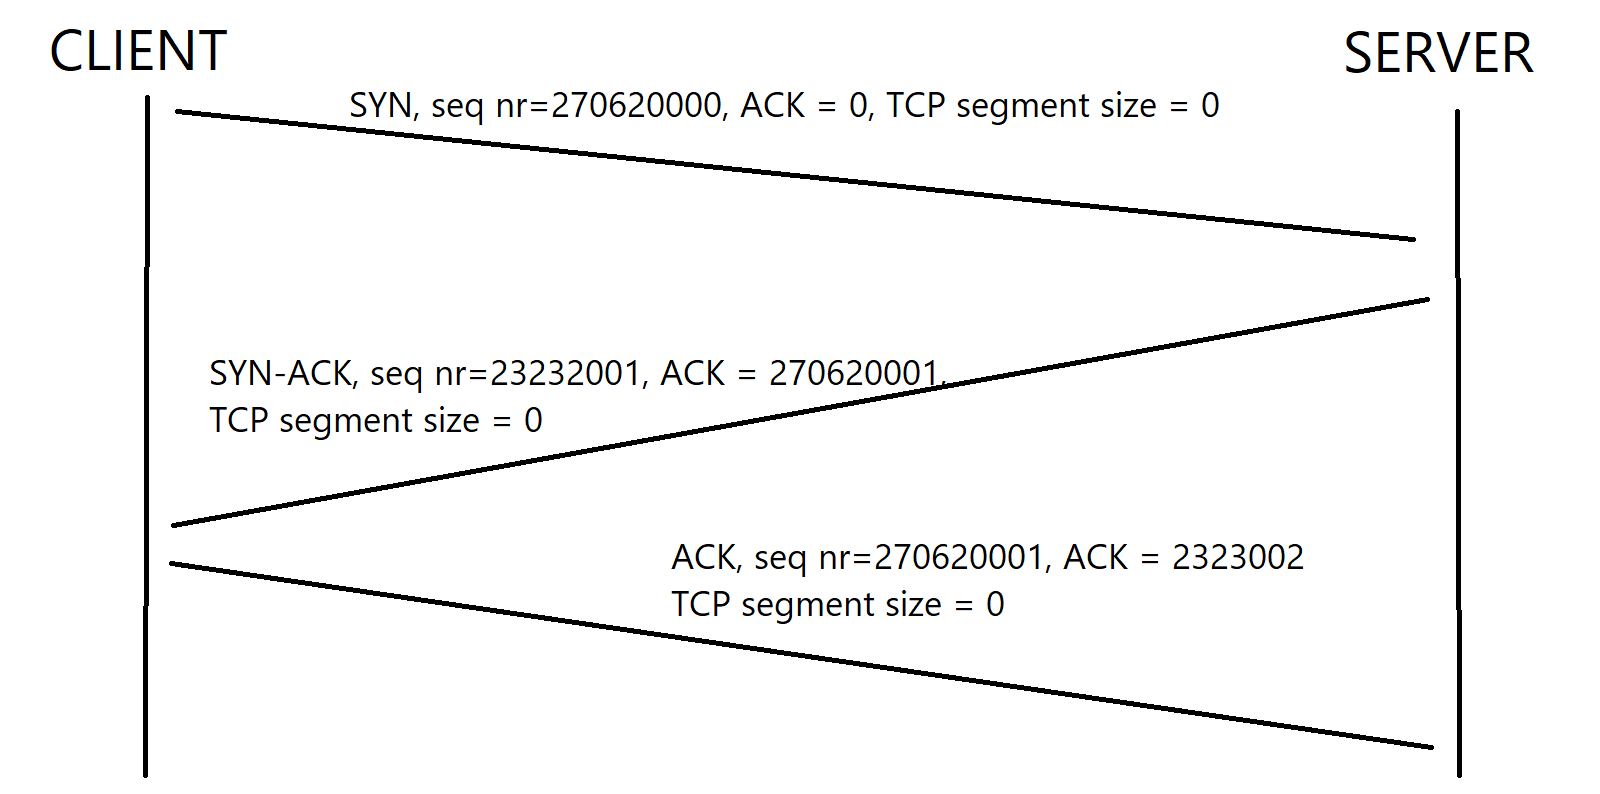 CLIENT
SERVER
SYN, seq nr=270620000, ACK = 0, TCP segment size = 0
SYN-ACK, seq nr=23232001, ACK = 270620001,
TCP segment size = 0
ACK, seq nr=270620001, ACK = 2323002
TCP segment size = 0